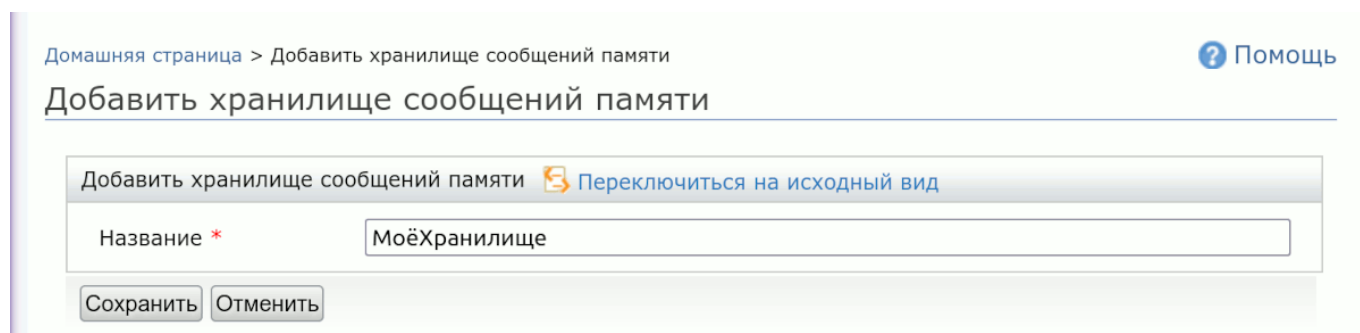 Домашняя страница > Добавить хранилище сообщений памяти
Помощь
Добавить хранилище сообщений памяти
Добавить хранилище сообщений памяти Переключиться на исходный вид
Название * МоёХранилище
Сохранить Отменить